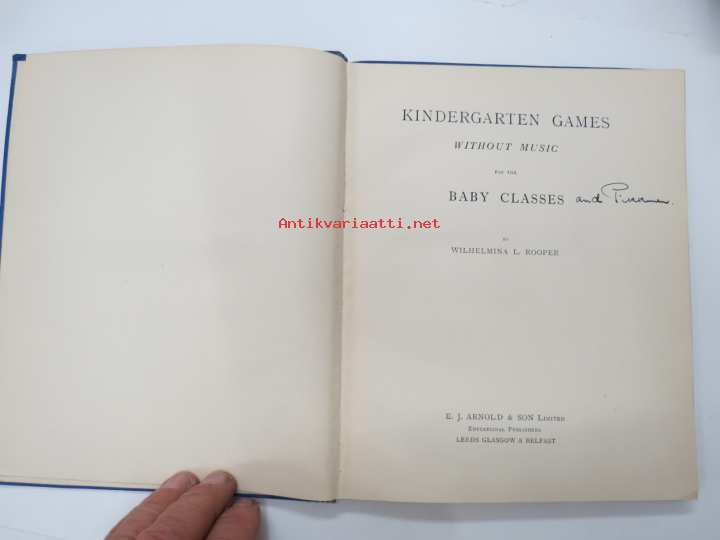 KINDERGARTEN GAMES
WITHOUT MUSIC
FOR THE
BABY CLASSES and
Antikvariaatti.net
BY
WILHELMINA L. ROOPER
E. J. ARNOLD & SON LIMITED
EDUCATIONAL PUBLISHERS
LEEDS GLASGOW & BELFAST